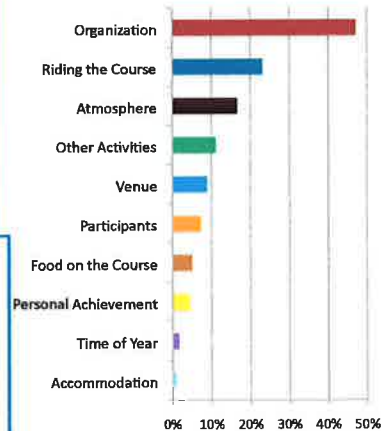 Organization
Riding the Course
Atmosphere
Other Activities
Venue
Participants
Food on the Course
Personal Achievement
Time of Year
Accommodation
0% 10% 20% 30% 40% 50%